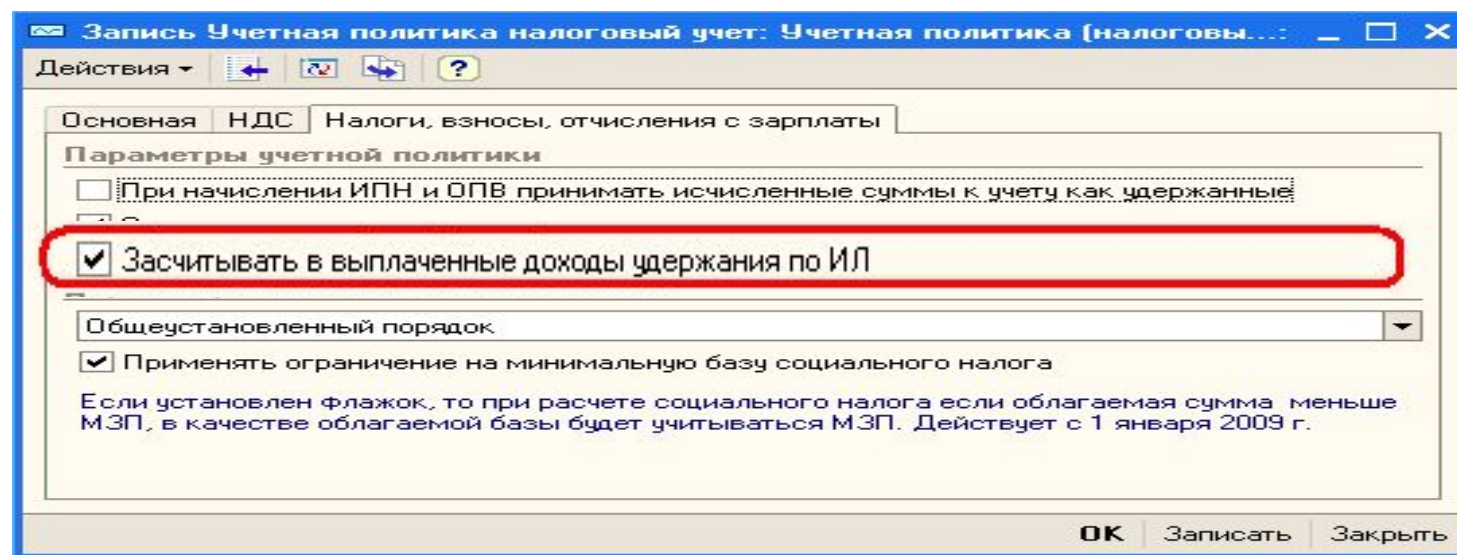 Запись Учетная политика налоговый учет: Учетная политика (налоговы...:
Действия
Основная НДС Налоги, взносы, отчисления с зарплаты
Параметры учетной политики
При начислении ИПН и ОПВ принимать исчисленные суммы к учету как удержанные
Засчитывать в выплаченные доходы удержания по ИЛ
Общеустановленный порядок
Применять ограничение на минимальную базу социального налога
Если установлен флажок, то при расчете социального налога если облагаемая сумма меньше
МЗП, в качестве облагаемой базы будет учитываться МЗП. Действует с 1 января 2009 г.
OK Записать Закрыть